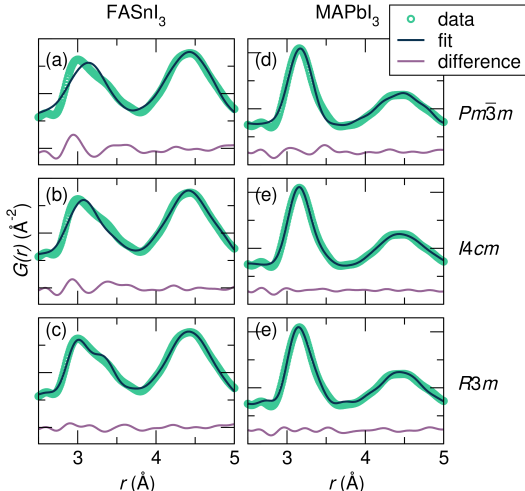 FASnI3 MAPbI3
data
fit
difference
(a) (d)
Pm3̅m
(b) (e)
I4cm
G(r) (Å-2)
(c) (e)
R3m
3 4 5 3 4 5
r (Å) r (Å)